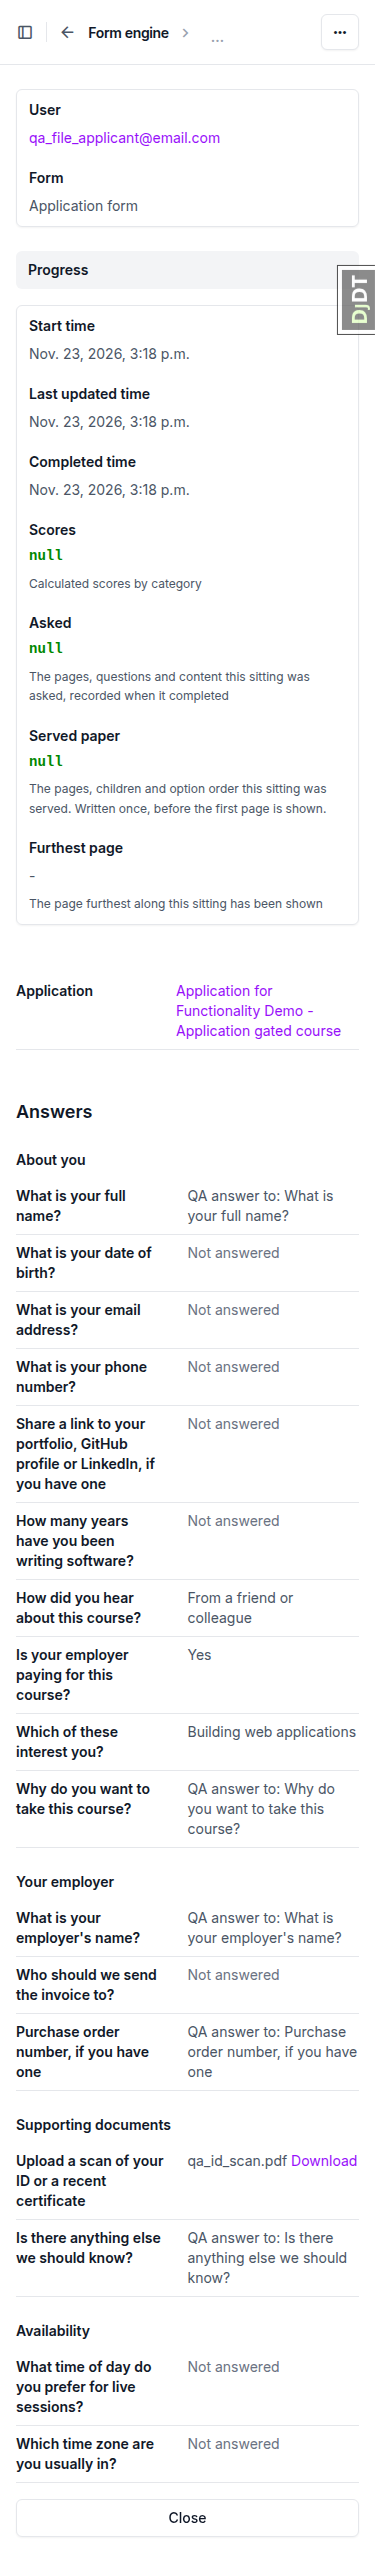 Form engine
...
User
qa_file_applicant@email.com
Form
Application form
Progress
DjDT
Start time
Nov. 23, 2026, 3:18 p.m.
Last updated time
Nov. 23, 2026, 3:18 p.m.
Completed time
Nov. 23, 2026, 3:18 p.m.
Scores
null
Calculated scores by category
Asked
null
The pages, questions and content this sitting was
asked, recorded when it completed
Served paper
null
The pages, children and option order this sitting was
served. Written once, before the first page is shown.
Furthest page
-
The page furthest along this sitting has been shown
Application
Application for
Functionality Demo -
Application gated course
Answers
About you
What is your full
name?
QA answer to: What is
your full name?
What is your date of
birth?
Not answered
What is your email
address?
Not answered
What is your phone
number?
Not answered
Share a link to your
portfolio, GitHub
profile or LinkedIn, if
you have one
Not answered
How many years
have you been
writing software?
Not answered
How did you hear
about this course?
From a friend or
colleague
Is your employer
paying for this
course?
Yes
Which of these
interest you?
Building web applications
Why do you want to
take this course?
QA answer to: Why do
you want to take this
course?
Your employer
What is your
employer's name?
QA answer to: What is
your employer's name?
Who should we send
the invoice to?
Not answered
Purchase order
number, if you have
one
QA answer to: Purchase
order number, if you have
one
Supporting documents
Upload a scan of your
ID or a recent
certificate
qa_id_scan.pdf Download
Is there anything else
we should know?
QA answer to: Is there
anything else we should
know?
Availability
What time of day do
you prefer for live
sessions?
Not answered
Which time zone are
you usually in?
Not answered
Close